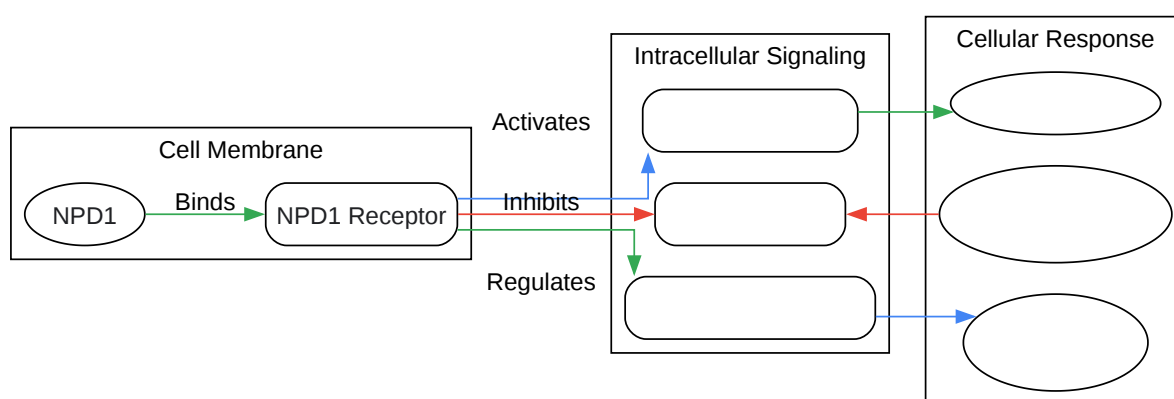 Cell Membrane
NPD1
Binds
NPD1 Receptor
Activates
Inhibits
Regulates
Intracellular Signaling
Cellular Response